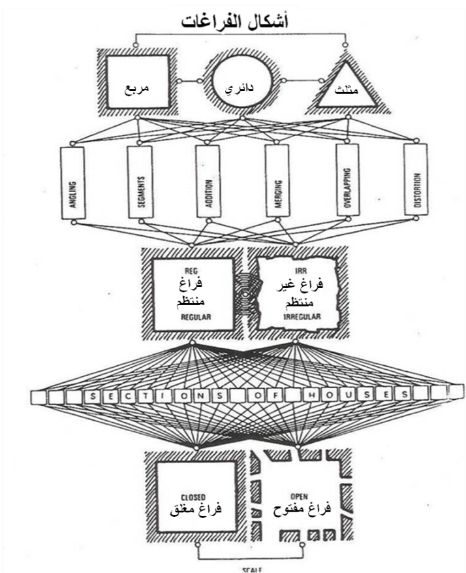 أشكال الفراغات
مربع
دائري
مثلث
ANGLING
SEGMENTS
ADDITION
MERGING
OVERLAPPING
DISTORTION
REG
فراغ
منتظم
REGULAR
IRR
فراغ غير
منتظم
IRREGULAR
SECTIONS OF HOUSES
CLOSED
فراغ مغلق
OPEN
فراغ مفتوح
SCALE